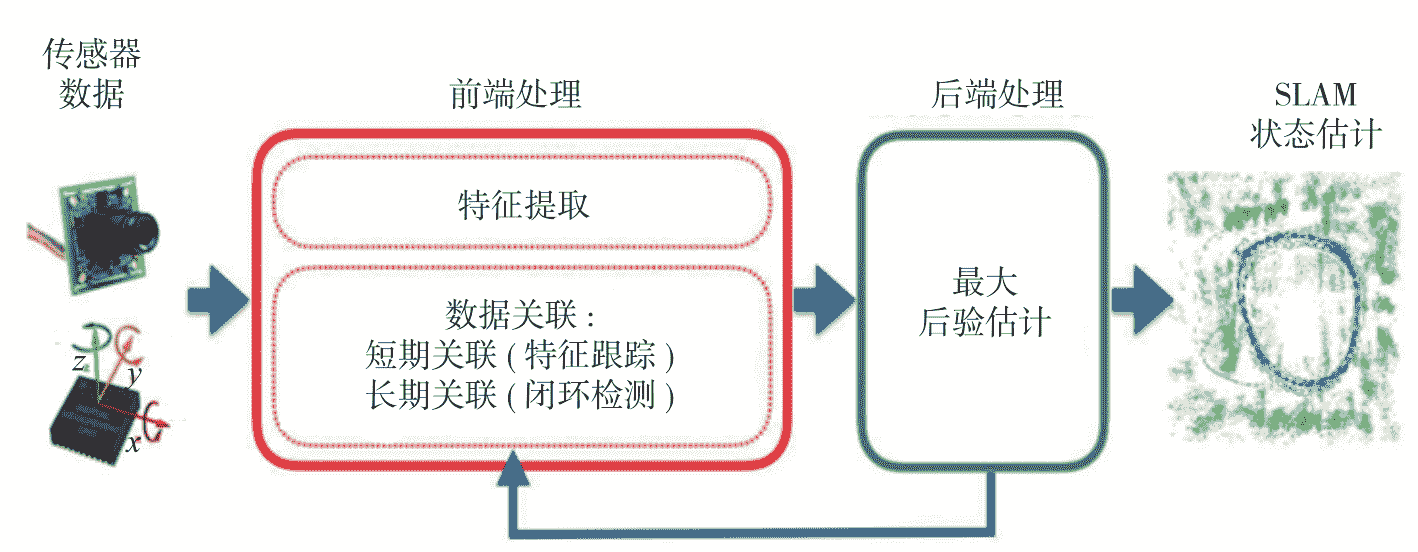 传感器
数据
前端处理
后端处理
SLAM
状态估计
特征提取
数据关联：
短期关联(特征跟踪)
长期关联(闭环检测)
最大
后验估计
z
y
x